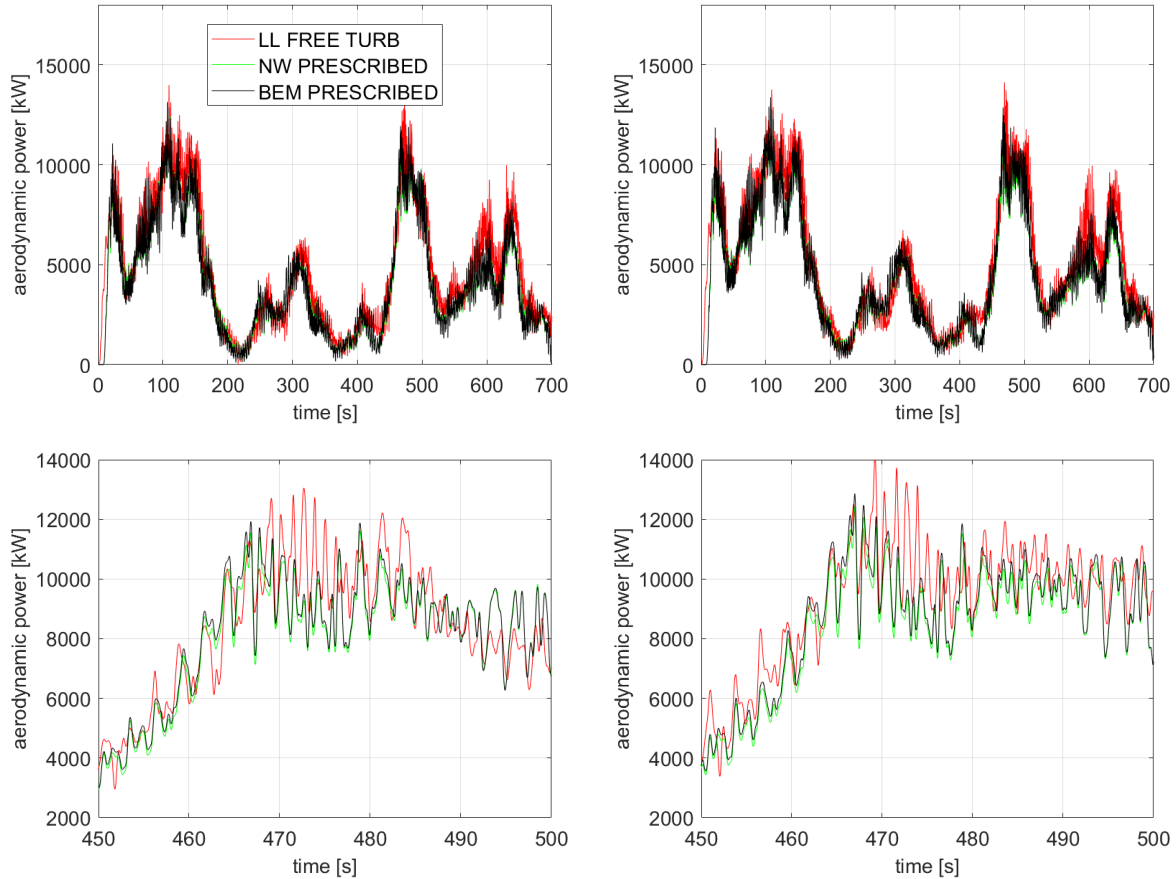 LL FREE TURB
NW PRESCRIBED
BEM PRESCRIBED
aerodynamic power [kW]
15000
10000
5000
0
0 100 200 300 400 500 600 700
time [s]
aerodynamic power [kW]
15000
10000
5000
0
0 100 200 300 400 500 600 700
time [s]
aerodynamic power [kW]
14000
12000
10000
8000
6000
4000
2000
450 460 470 480 490 500
time [s]
aerodynamic power [kW]
14000
12000
10000
8000
6000
4000
2000
450 460 470 480 490 500
time [s]